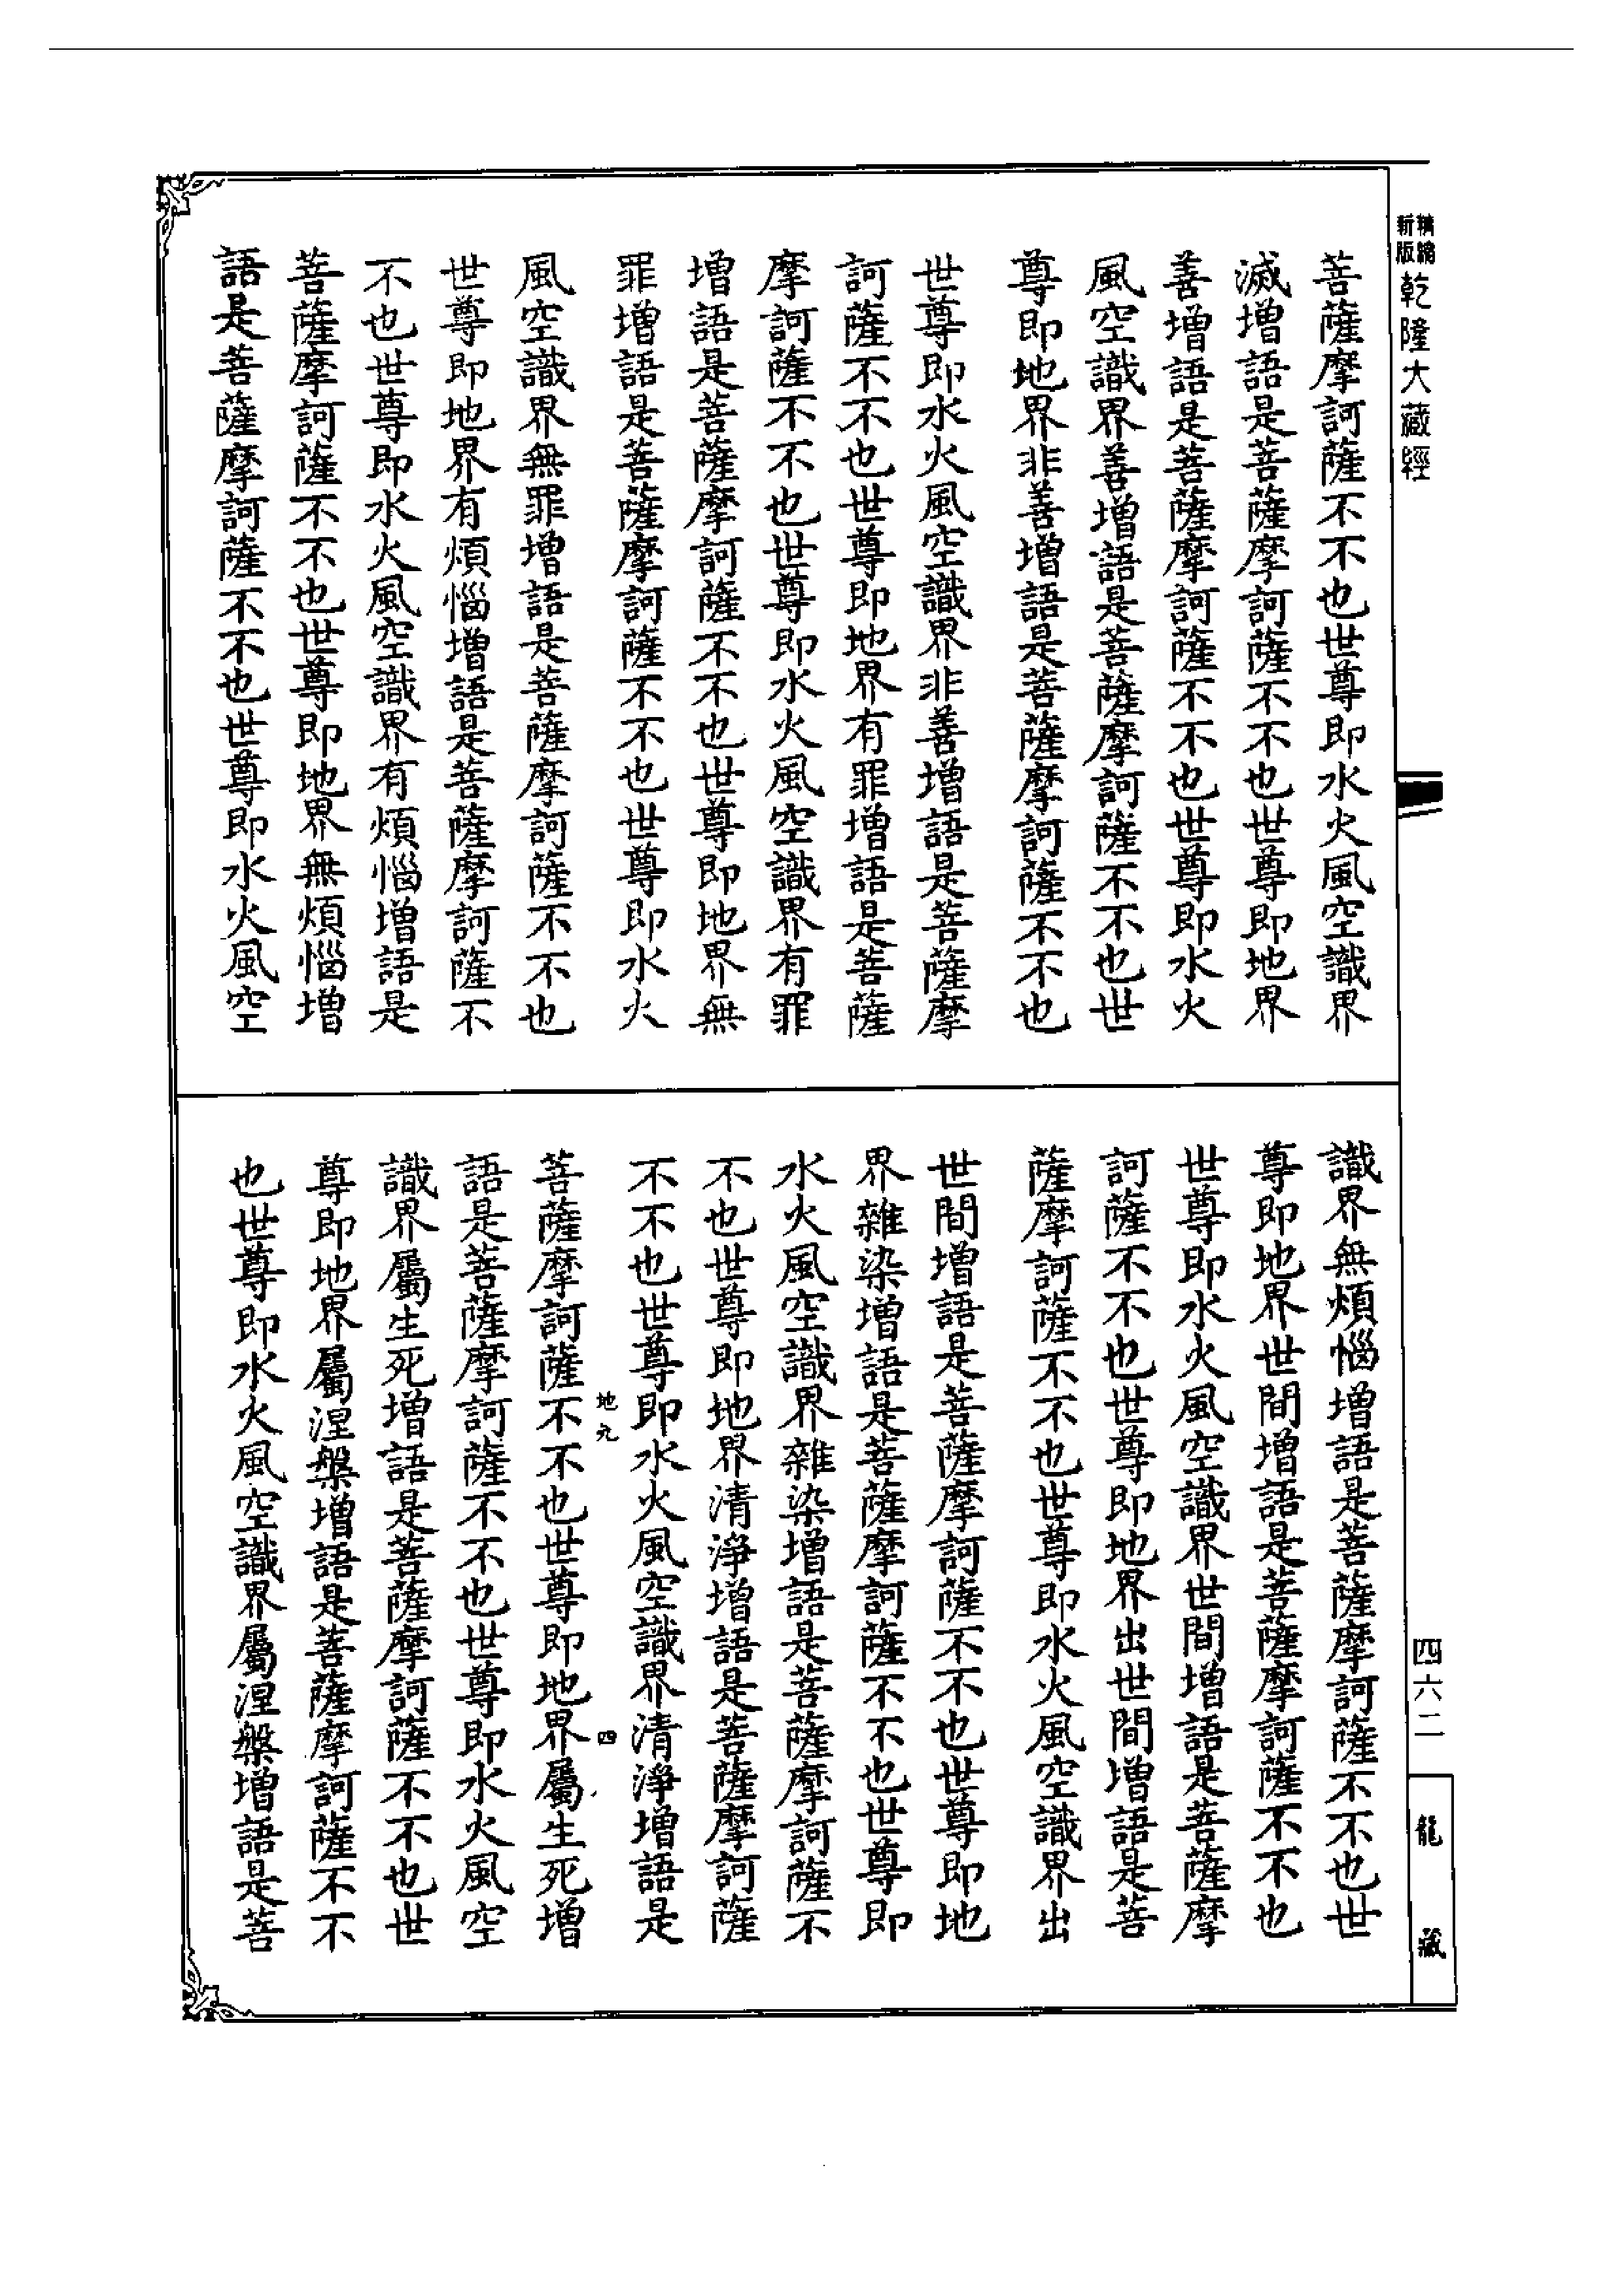 新版精縮乾隆大藏經
菩薩摩訶薩不不也世尊即水火風空識界
滅增語是菩薩摩訶薩不不也世尊即地界
善增語是菩薩摩訶薩不不也世尊即水火
風空識界善增語是菩薩摩訶薩不不也世
尊即地界非善增語是菩薩摩訶薩不不也
世尊即水火風空識界非善增語是菩薩摩
訶薩不不也世尊即地界有罪增語是菩薩
摩訶薩不不也世尊即水火風空識界有罪
增語是菩薩摩訶薩不不也世尊即地界無
罪增語是菩薩摩訶薩不不也世尊即水火
風空識界無罪增語是菩薩摩訶薩不不也
世尊即地界有煩惱增語是菩薩摩訶薩不
不也世尊即水火風空識界有煩惱增語是
菩薩摩訶薩不不也世尊即地界無煩惱增
語是菩薩摩訶薩不不也世尊即水火風空
識界無煩惱增語是菩薩摩訶薩不不也世
尊即地界世間增語是菩薩摩訶薩不不也
世尊即水火風空識界世間增語是菩薩摩
訶薩不不也世尊即地界出世間增語是菩
薩摩訶薩不不也世尊即水火風空識界出
世間增語是菩薩摩訶薩不不也世尊即地
界雜染增語是菩薩摩訶薩不不也世尊即
水火風空識界雜染增語是菩薩摩訶薩不
不也世尊即地界清淨增語是菩薩摩訶薩
不不也世尊即水火風空識界清淨增語是
地九 四
菩薩摩訶薩不不也世尊即地界屬生死增
語是菩薩摩訶薩不不也世尊即水火風空
識界屬生死增語是菩薩摩訶薩不不也世
尊即地界屬涅槃增語是菩薩摩訶薩不不
也世尊即水火風空識界屬涅槃增語是菩
四六二
龍藏